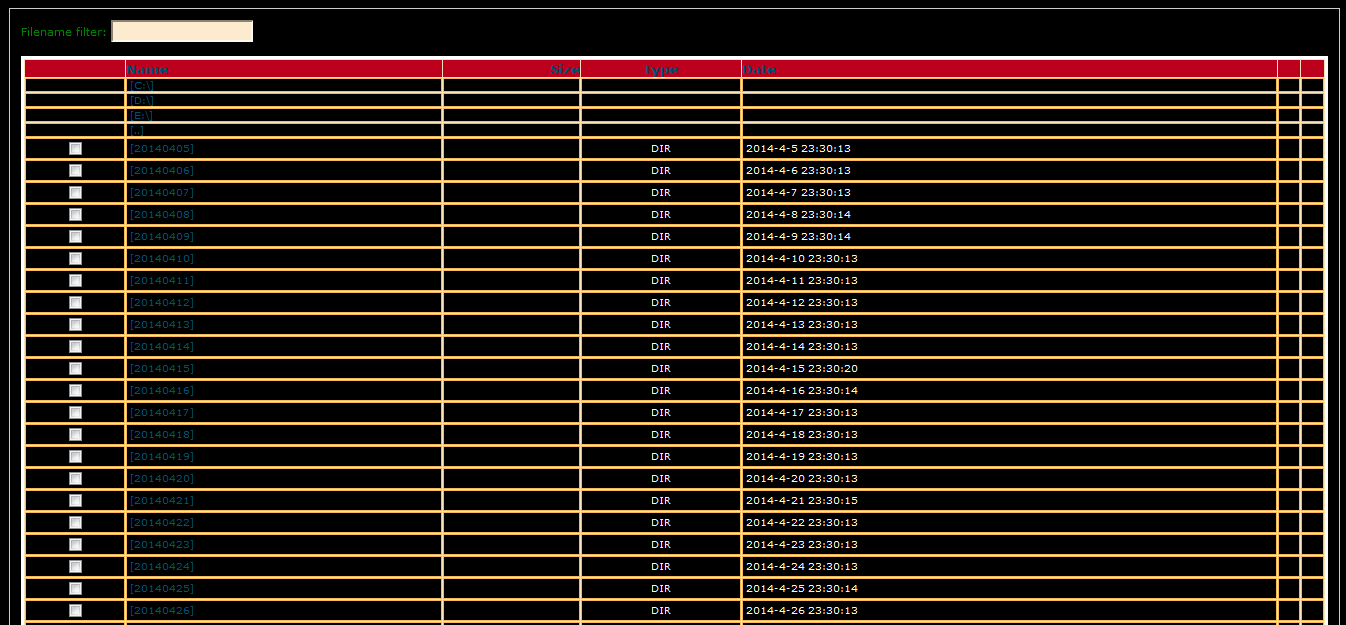 Filename filter:
Name Size Type Date
[C:\]
[D:\]
[E:\]
[..]
[20140405] DIR 2014-4-5 23:30:13
[20140406] DIR 2014-4-6 23:30:13
[20140407] DIR 2014-4-7 23:30:13
[20140408] DIR 2014-4-8 23:30:14
[20140409] DIR 2014-4-9 23:30:14
[20140410] DIR 2014-4-10 23:30:13
[20140411] DIR 2014-4-11 23:30:13
[20140412] DIR 2014-4-12 23:30:13
[20140413] DIR 2014-4-13 23:30:13
[20140414] DIR 2014-4-14 23:30:13
[20140415] DIR 2014-4-15 23:30:20
[20140416] DIR 2014-4-16 23:30:14
[20140417] DIR 2014-4-17 23:30:13
[20140418] DIR 2014-4-18 23:30:13
[20140419] DIR 2014-4-19 23:30:13
[20140420] DIR 2014-4-20 23:30:13
[20140421] DIR 2014-4-21 23:30:15
[20140422] DIR 2014-4-22 23:30:13
[20140423] DIR 2014-4-23 23:30:13
[20140424] DIR 2014-4-24 23:30:13
[20140425] DIR 2014-4-25 23:30:14
[20140426] DIR 2014-4-26 23:30:13